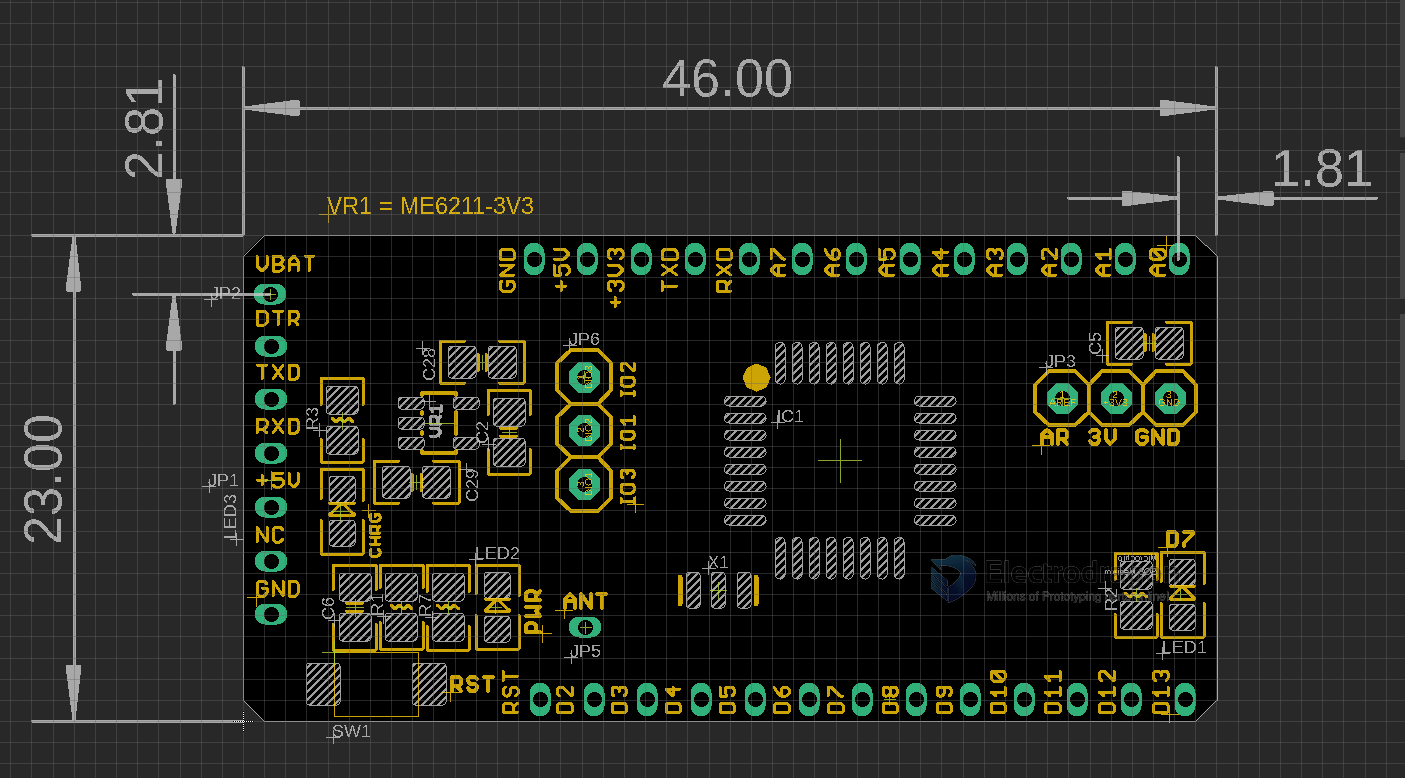 46.00
2.81
1.81
VR1 = ME6211-3V3
23.00
VBAT
JP2
DTR
TXD
RXD
JP1
+5V
LED3
NC
GND
GND
+5V
+3V3
TXD
RXD
A7
A6
A5
A4
A3
A2
A1
A0
C28
R3
VR1
C2
C29
CHRG
JP6
IO2
IO1
IO3
IC1
C5
JP3
AREF
+3V3
GND
AR 3V GND
C6
R1
R7
LED2
PWR
ANT
JP5
X1
D7
R2
LED1
Millions of Prototyping
RST
SW1
RST
D2
D3
D4
D5
D6
D7
D8
D9
D10
D11
D12
D13